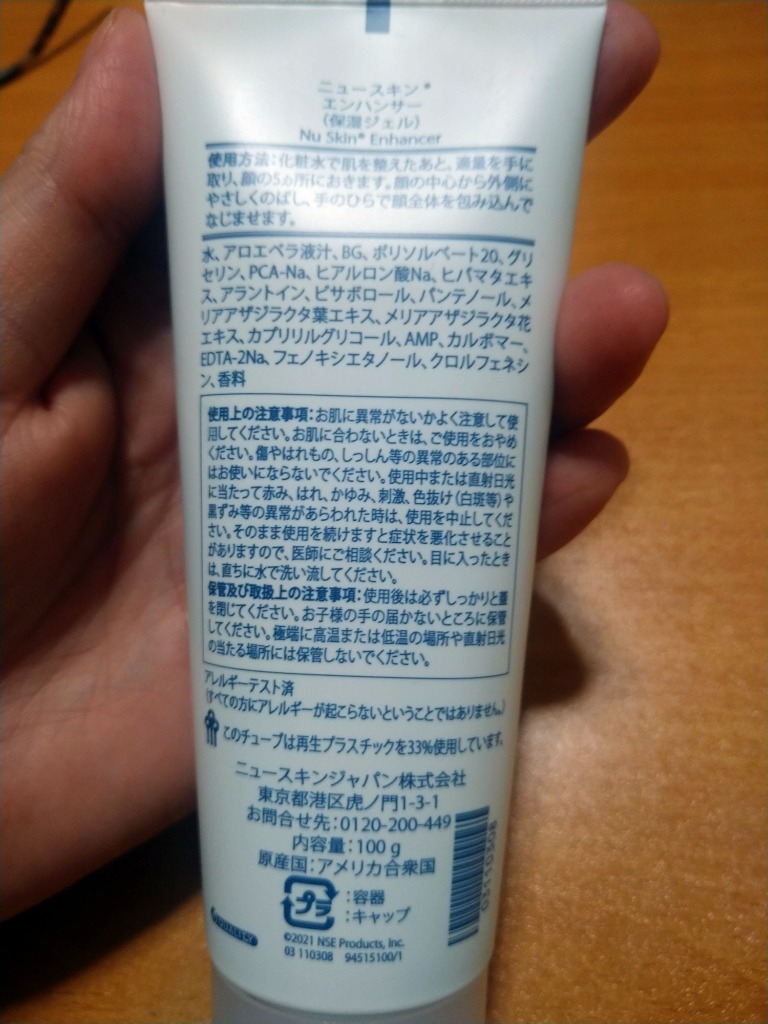 ニュースキン®
エンハンサー
（保湿ジェル）
Nu Skin® Enhancer
使用方法：化粧水で肌を整えたあと、適量を手に
取り、顔の5ヵ所におきます。顔の中心から外側に
やさしくのばし、手のひらで顔全体を包み込んで
なじませます。
水、アロエベラ液汁、BG、ポリソルベート20、グリ
セリン、PCA-Na、ヒアルロン酸Na、ヒバマタエキ
ス、アラントイン、ビサボロール、パンテノール、メ
リアアザジラクタ葉エキス、メリアアザジラクタ花
エキス、カプリリルグリコール、AMP、カルボマー、
EDTA-2Na、フェノキシエタノール、クロルフェネシ
ン、香料
使用上の注意事項：お肌に異常がないかよく注意して使
用してください。お肌に合わないときは、ご使用をおやめ
ください。傷やはれもの、しっしん等の異常のある部位に
はお使いにならないでください。使用中または直射日光
に当たって赤み、はれ、かゆみ、刺激、色抜け（白斑等）や
黒ずみ等の異常があらわれた時は、使用を中止してくだ
さい。そのまま使用を続けますと症状を悪化させること
がありますので、医師にご相談ください。目に入ったとき
は、直ちに水で洗い流してください。
保管及び取扱上の注意事項：使用後は必ずしっかりと蓋
を閉じてください。お子様の手の届かないところに保管
してください。極端に高温または低温の場所や直射日光
の当たる場所には保管しないでください。
アレルギーテスト済
（すべての方にアレルギーが起こらないということではありません。）
このチューブは再生プラスチックを33%使用しています。
ニュースキンジャパン株式会社
東京都港区虎ノ門1-3-1
お問合せ先：0120-200-449
内容量：100 g
原産国：アメリカ合衆国
プラ
：容器
：キャップ
©2021 NSE Products, Inc.
03 110308 94515100/1
03110308